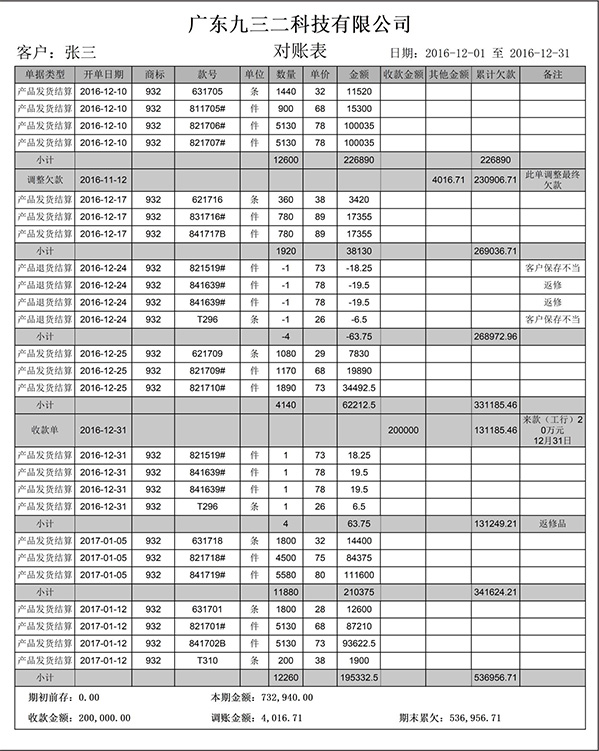 广东九三二科技有限公司
客户：张三 对账表 日期：2016-12-01 至 2016-12-31
单据类型 开单日期 商标 款号 单位 数量 单价 金额 收款金额 其他金额 累计欠款 备注
产品发货结算 2016-12-10 932 631705 条 1440 32 11520
产品发货结算 2016-12-10 932 811705# 件 900 68 15300
产品发货结算 2016-12-10 932 821706# 件 5130 78 100035
产品发货结算 2016-12-10 932 821707# 件 5130 78 100035
小计 12600 226890 226890
调整欠款 2016-11-12 4016.71 230906.71 此单调整最终
欠款
产品发货结算 2016-12-17 932 621716 条 360 38 3420
产品发货结算 2016-12-17 932 831716# 件 780 89 17355
产品发货结算 2016-12-17 932 841717B 件 780 89 17355
小计 1920 38130 269036.71
产品退货结算 2016-12-24 932 821519# 件 -1 73 -18.25 客户保存不当
产品退货结算 2016-12-24 932 841639# 件 -1 78 -19.5 返修
产品退货结算 2016-12-24 932 841639# 件 -1 78 -19.5 返修
产品退货结算 2016-12-24 932 T296 条 -1 26 -6.5 客户保存不当
小计 -4 -63.75 268972.96
产品发货结算 2016-12-25 932 621709 条 1080 29 7830
产品发货结算 2016-12-25 932 821709# 件 1170 68 19890
产品发货结算 2016-12-25 932 821710# 件 1890 73 34492.5
小计 4140 62212.5 331185.46
收款单 2016-12-31 200000 131185.46 来款（工行）2
0万元
12月31日
产品发货结算 2016-12-31 932 821519# 件 1 73 18.25
产品发货结算 2016-12-31 932 841639# 件 1 78 19.5
产品发货结算 2016-12-31 932 841639# 件 1 78 19.5
产品发货结算 2016-12-31 932 T296 条 1 26 6.5
小计 4 63.75 131249.21 返修品
产品发货结算 2017-01-05 932 631718 条 1800 32 14400
产品发货结算 2017-01-05 932 821718# 件 4500 75 84375
产品发货结算 2017-01-05 932 841719# 件 5580 80 111600
小计 11880 210375 341624.21
产品发货结算 2017-01-12 932 631701 条 1800 28 12600
产品发货结算 2017-01-12 932 821701# 件 5130 68 87210
产品发货结算 2017-01-12 932 841702B 件 5130 73 93622.5
产品发货结算 2017-01-12 932 T310 条 200 38 1900
小计 12260 195332.5 536956.71
期初前存：0.00 本期金额：732,940.00
收款金额：200,000.00 调账金额：4,016.71 期末累欠：536,956.71